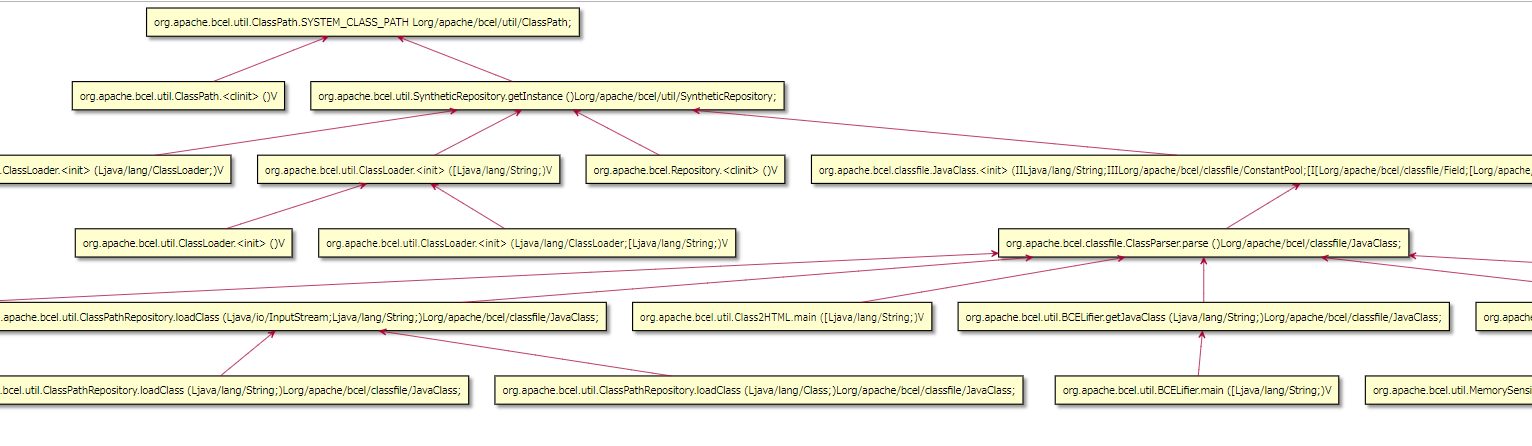 org.apache.bcel.util.ClassPath.SYSTEM_CLASS_PATH Lorg/apache/bcel/util/ClassPath;
org.apache.bcel.util.ClassPath.<clinit> ()V
org.apache.bcel.util.SyntheticRepository.getInstance ()Lorg/apache/bcel/util/SyntheticRepository;
.ClassLoader.<init> (Ljava/lang/ClassLoader;)V
org.apache.bcel.util.ClassLoader.<init> ([Ljava/lang/String;)V
org.apache.bcel.Repository.<clinit> ()V
org.apache.bcel.classfile.JavaClass.<init> (IILjava/lang/String;IIILorg/apache/bcel/classfile/ConstantPool;[I[Lorg/apache/bcel/classfile/Field;[Lorg/apache/
org.apache.bcel.util.ClassLoader.<init> ()V
org.apache.bcel.util.ClassLoader.<init> (Ljava/lang/ClassLoader;[Ljava/lang/String;)V
org.apache.bcel.classfile.ClassParser.parse ()Lorg/apache/bcel/classfile/JavaClass;
.apache.bcel.util.ClassPathRepository.loadClass (Ljava/io/InputStream;Ljava/lang/String;)Lorg/apache/bcel/classfile/JavaClass;
org.apache.bcel.util.Class2HTML.main ([Ljava/lang/String;)V
org.apache.bcel.util.BCELifier.getJavaClass (Ljava/lang/String;)Lorg/apache/bcel/classfile/JavaClass;
org.apache
bcel.util.ClassPathRepository.loadClass (Ljava/lang/String;)Lorg/apache/bcel/classfile/JavaClass;
org.apache.bcel.util.ClassPathRepository.loadClass (Ljava/lang/Class;)Lorg/apache/bcel/classfile/JavaClass;
org.apache.bcel.util.BCELifier.main ([Ljava/lang/String;)V
org.apache.bcel.util.MemorySensi